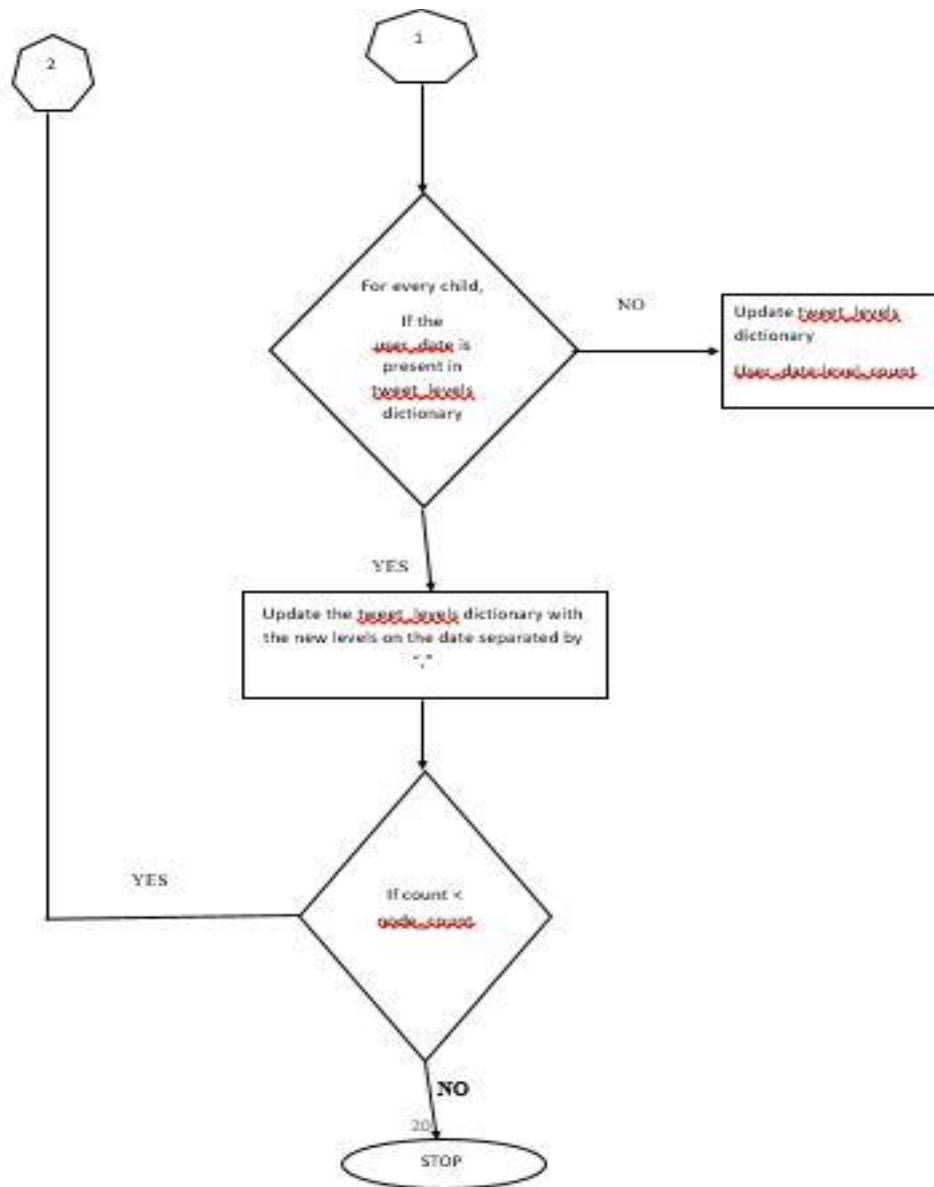 1
2
For every child,
If the
user_date is
present in
tweet_levels
dictionary
NO
Update tweet_levels
dictionary
User_date:level_count
YES
Update the tweet_levels dictionary with
the new levels on the date separated by
“,”
YES
If count <
node_count
NO
20
STOP